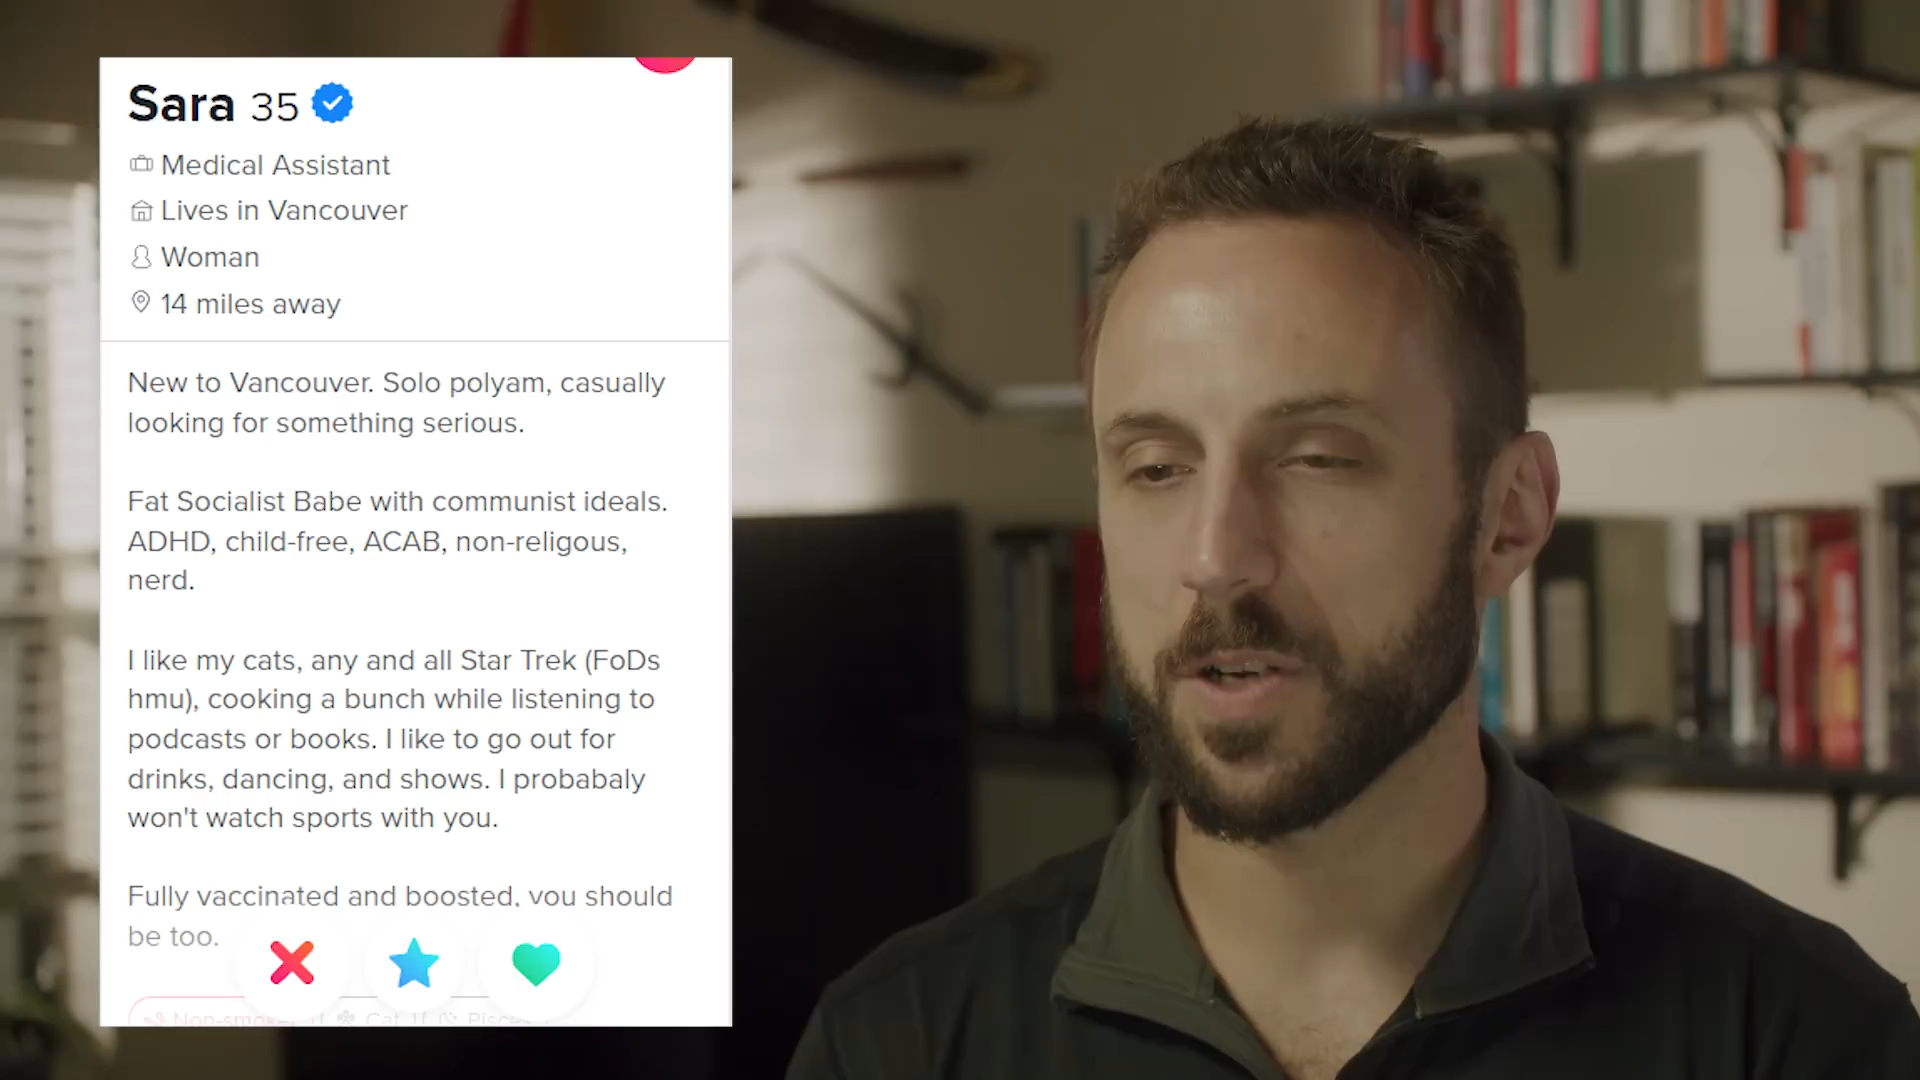 Sara 35
Medical Assistant
Lives in Vancouver
Woman
14 miles away
New to Vancouver. Solo polyam, casually
looking for something serious.
Fat Socialist Babe with communist ideals.
ADHD, child-free, ACAB, non-religous,
nerd.
I like my cats, any and all Star Trek (FoDs
hmu), cooking a bunch while listening to
podcasts or books. I like to go out for
drinks, dancing, and shows. I probabaly
won't watch sports with you.
Fully vaccinated and boosted, you should
be too.
Cat